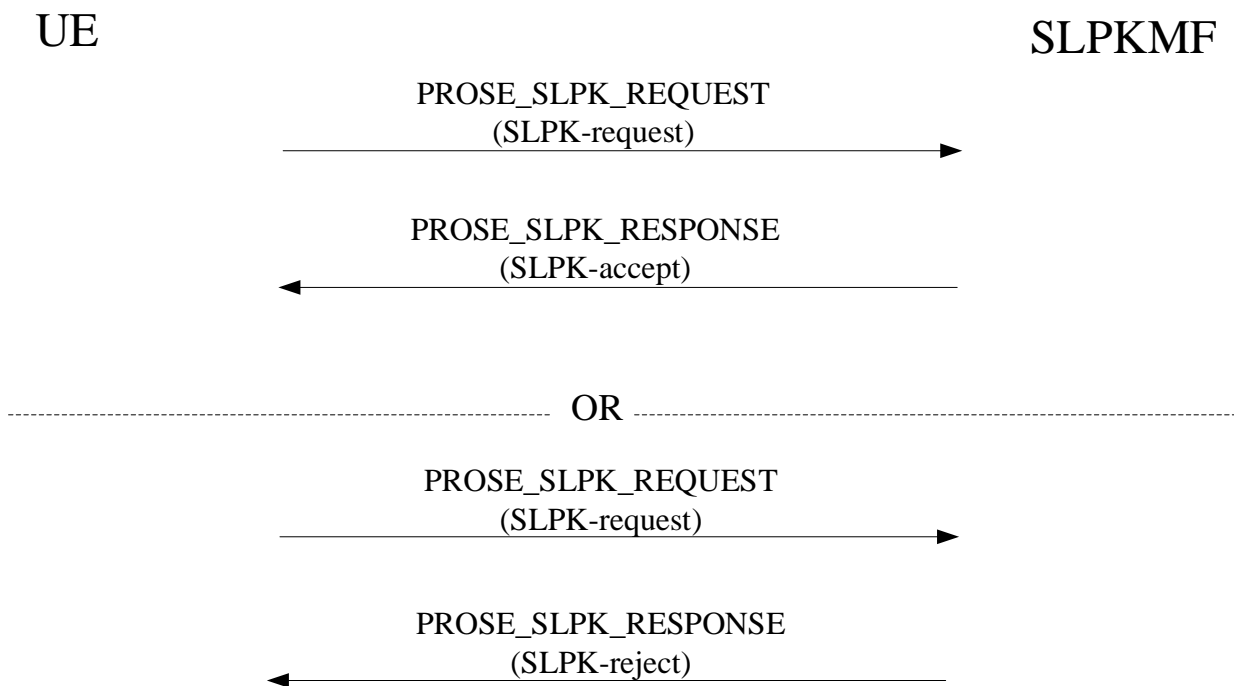 UE
SLPKMF
PROSE_SLPK_REQUEST
(SLPK-request)
PROSE_SLPK_RESPONSE
(SLPK-accept)
OR
PROSE_SLPK_REQUEST
(SLPK-request)
PROSE_SLPK_RESPONSE
(SLPK-reject)